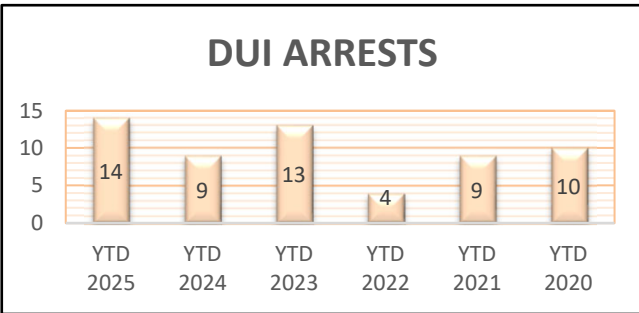 DUI ARRESTS
15
10
5
0
14
9
13
4
9
10
YTD 2025
YTD 2024
YTD 2023
YTD 2022
YTD 2021
YTD 2020